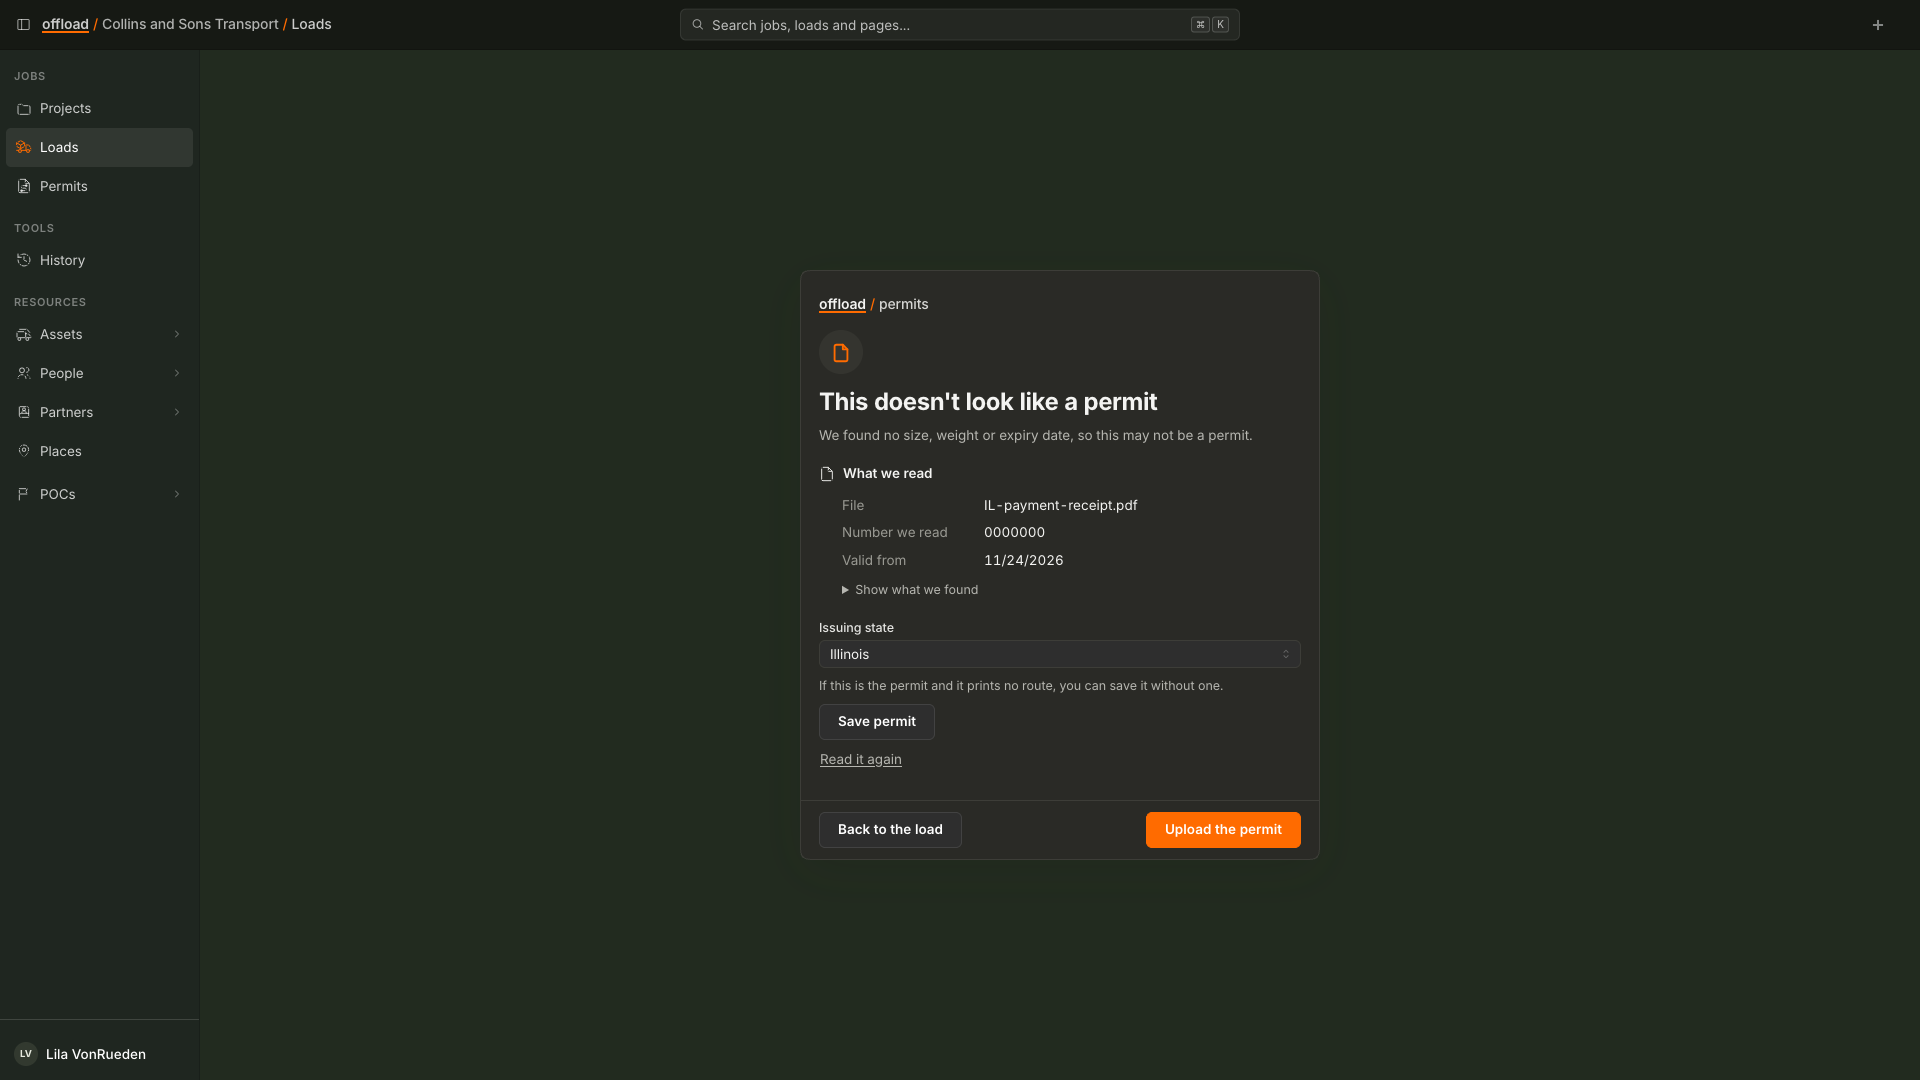 offload / Collins and Sons Transport / Loads
Search jobs, loads and pages...
⌘ K
JOBS
Projects
Loads
Permits
TOOLS
History
RESOURCES
Assets
People
Partners
Places
POCs
LV
Lila VonRueden
offload / permits
This doesn't look like a permit
We found no size, weight or expiry date, so this may not be a permit.
What we read
File IL-payment-receipt.pdf
Number we read 0000000
Valid from 11/24/2026
Show what we found
Issuing state
Illinois
If this is the permit and it prints no route, you can save it without one.
Save permit
Read it again
Back to the load
Upload the permit